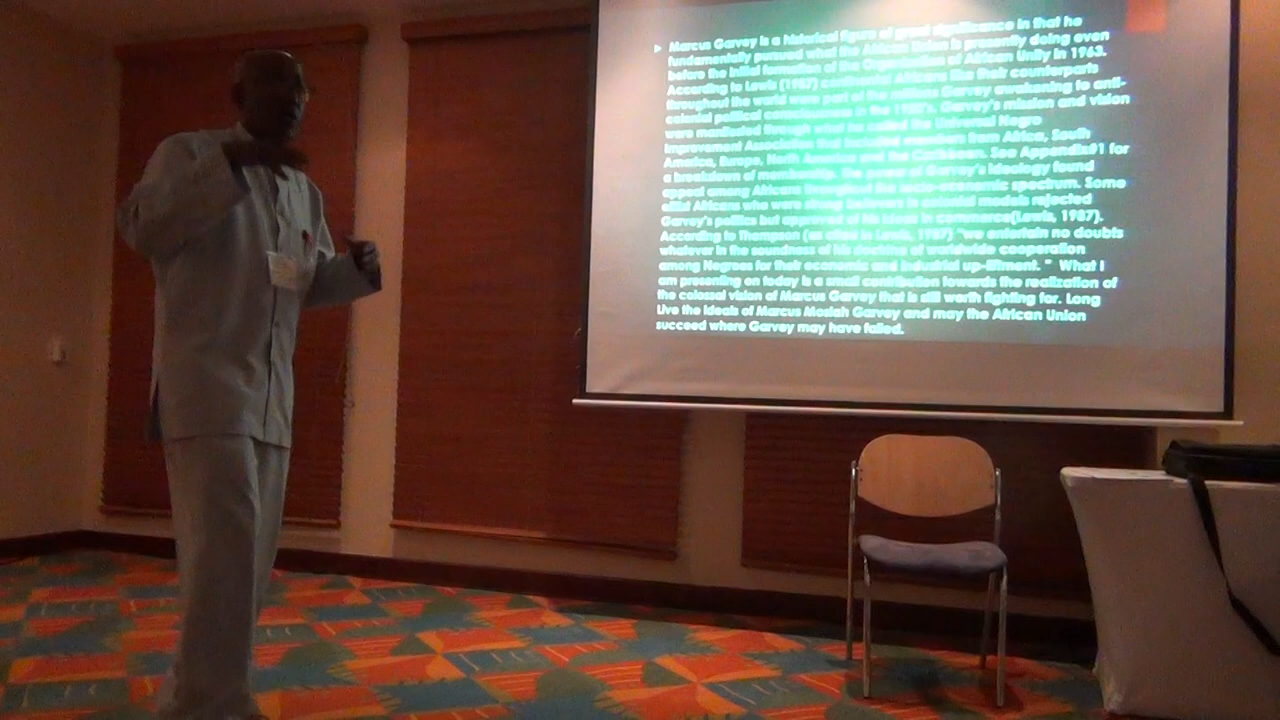 Marcus Garvey is a historical figure of great significance in that he
fundamentally pursued what the African Union is presently doing even
before the initial formation of the Organization of African Unity in 1963.
According to Lewis (1987) continental Africans like their counterparts
throughout the world were part of the militant Garvey awakening to anti-
colonial political consciousness in the 1920's. Garvey's mission and vision
were manifested through what he called the Universal Negro
Improvement Association that included members from Africa, South
America, Europe, North America and the Caribbean. See Appendix#1 for
a breakdown of membership. The power of Garvey's ideology found
appeal among Africans throughout the socio-economic spectrum. Some
elist Africans who were strong believers in colonial models rejected
Garvey's politics but approved of his ideas in commerce(Lewis, 1987).
According to Thompson (as cited in Lewis, 1987) "we entertain no doubts
whatever in the soundness of his doctrine of worldwide cooperation
among Negroes for their economic and industrial up-liftment. " What I
am presenting on today is a small contribution towards the realization of
the colossal vision of Marcus Garvey that is still worth fighting for. Long
Live the ideals of Marcus Mosiah Garvey and may the African Union
succeed where Garvey may have failed.